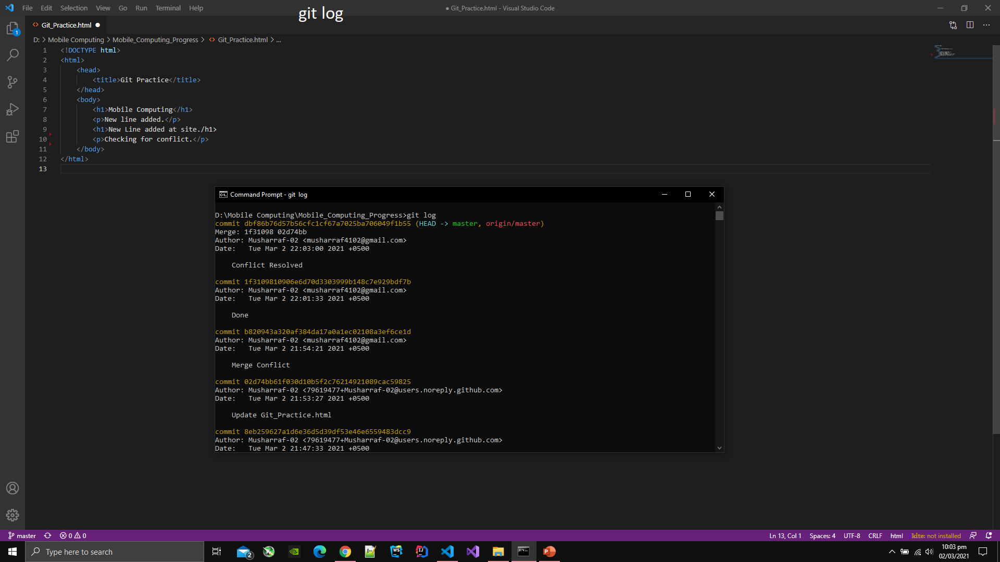 File Edit Selection View Go Run Terminal Help
git log
● Git_Practice.html - Visual Studio Code
Git_Practice.html ●
1
D: > Mobile Computing > Mobile_Computing_Progress > Git_Practice.html > ...
1 <!DOCTYPE html>
2 <html>
3 <head>
4 <title>Git Practice</title>
5 </head>
6 <body>
7 <h1>Mobile Computing</h1>
8 <p>New line added.</p>
9 <h1>New Line added at site./h1>
10 <p>Checking for conflict.</p>
11 </body>
12 </html>
13
Command Prompt - git  log
D:\Mobile Computing\Mobile_Computing_Progress>git log
commit dbf86b76d57b56cfc1cf67a7025ba706049f1b55 (HEAD -> master, origin/master)
Merge: 1f31098 02d74bb
Author: Musharraf-02 <musharraf4102@gmail.com>
Date:   Tue Mar 2 22:03:00 2021 +0500
Conflict Resolved
commit 1f3109810906e6d70d3303999b148c7e929bdf7b
Author: Musharraf-02 <musharraf4102@gmail.com>
Date:   Tue Mar 2 22:01:33 2021 +0500
Done
commit b820943a320af384da17a0a1ec02108a3ef6ce1d
Author: Musharraf-02 <musharraf4102@gmail.com>
Date:   Tue Mar 2 21:54:21 2021 +0500
Merge Conflict
commit 02d74bb61f030d10b5f2c76214921089cac59825
Author: Musharraf-02 <79619477+Musharraf-02@users.noreply.github.com>
Date:   Tue Mar 2 21:53:27 2021 +0500
Update Git_Practice.html
commit 8eb259627a1d6e36d5d39df53e46e6559483dcc9
Author: Musharraf-02 <79619477+Musharraf-02@users.noreply.github.com>
Date:   Tue Mar 2 21:47:33 2021 +0500
master 0 0 Ln 13, Col 1 Spaces: 4 UTF-8 CRLF html kite: not installed
Type here to search
2
10:03 pm
02/03/2021